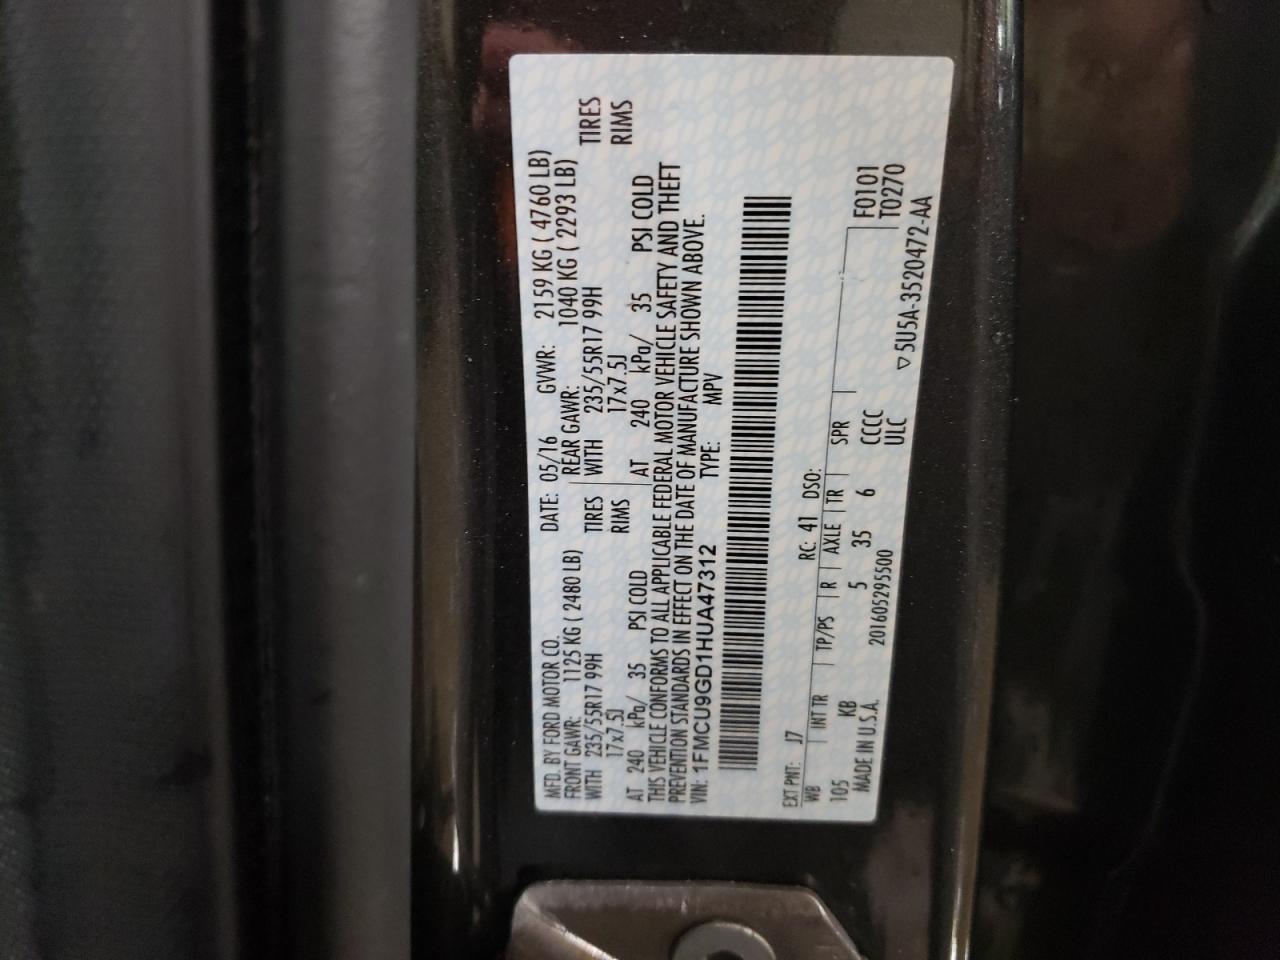 MFD. BY FORD MOTOR CO. DATE: 05/16 GVWR: 2159 KG ( 4760 LB)
FRONT GAWR: 1125 KG ( 2480 LB) REAR GAWR: 1040 KG ( 2293 LB)
WITH 235/55R17 99H TIRES WITH 235/55R17 99H TIRES
17x7.5J RIMS 17x7.5J RIMS
AT 240 kPa/ 35 PSI COLD AT 240 kPa/ 35 PSI COLD
THIS VEHICLE CONFORMS TO ALL APPLICABLE FEDERAL MOTOR VEHICLE SAFETY AND THEFT
PREVENTION STANDARDS IN EFFECT ON THE DATE OF MANUFACTURE SHOWN ABOVE.
VIN: 1FMCU9GD1HUA47312 TYPE: MPV
EXT PNT: J7 RC: 41 DSO:
WB INT TR TP/PS R AXLE TR SPR F0101
105 KB 5 35 6 CCCC T0270
MADE IN U.S.A. 201605295500 ULC ▽ 5U5A-3520472-AA